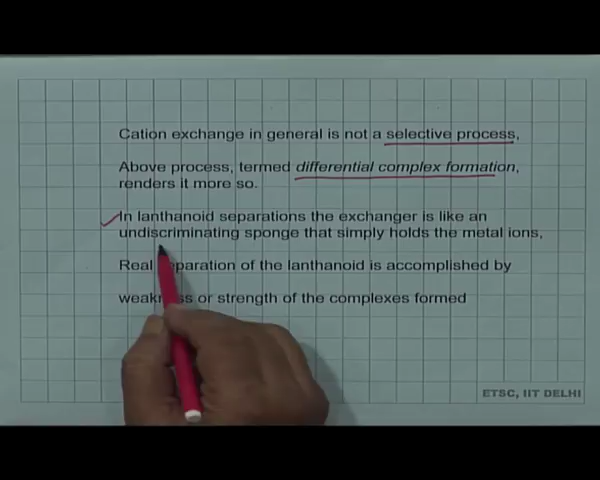 Cation exchange in general is not a selective process,
Above process, termed differential complex formation,
renders it more so.
In lanthanoid separations the exchanger is like an
undiscriminating sponge that simply holds the metal ions,
Real of the lanthanoid is accomplished by
or strength of the complexes formed
ETSC, IIT DELHI